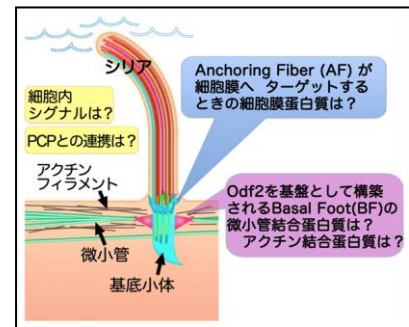 シリア
Anchoring Fiber (AF) が
細胞膜へ ターゲットする
ときの細胞膜蛋白質は？
細胞内
シグナルは？
PCPとの連携は？
アクチン
フィラメント
Odf2を基盤として構築
されるBasal Foot(BF)の
微小管結合蛋白質は？
アクチン結合蛋白質は？
微小管
基底小体